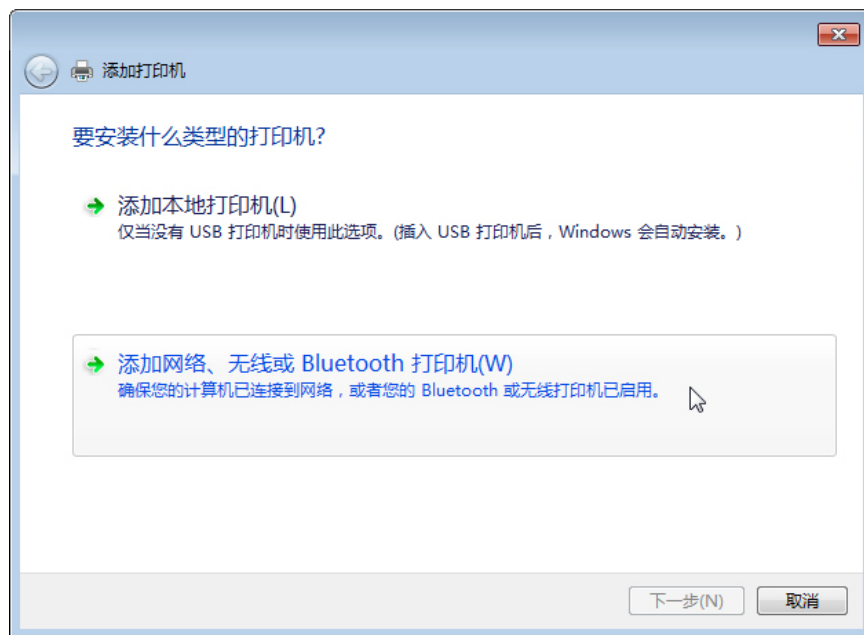 添加打印机
要安装什么类型的打印机?
添加本地打印机(L)
仅当没有 USB 打印机时使用此选项。(插入 USB 打印机后，Windows 会自动安装。)
添加网络、无线或 Bluetooth 打印机(W)
确保您的计算机已连接到网络，或者您的 Bluetooth 或无线打印机已启用。
下一步(N)
取消